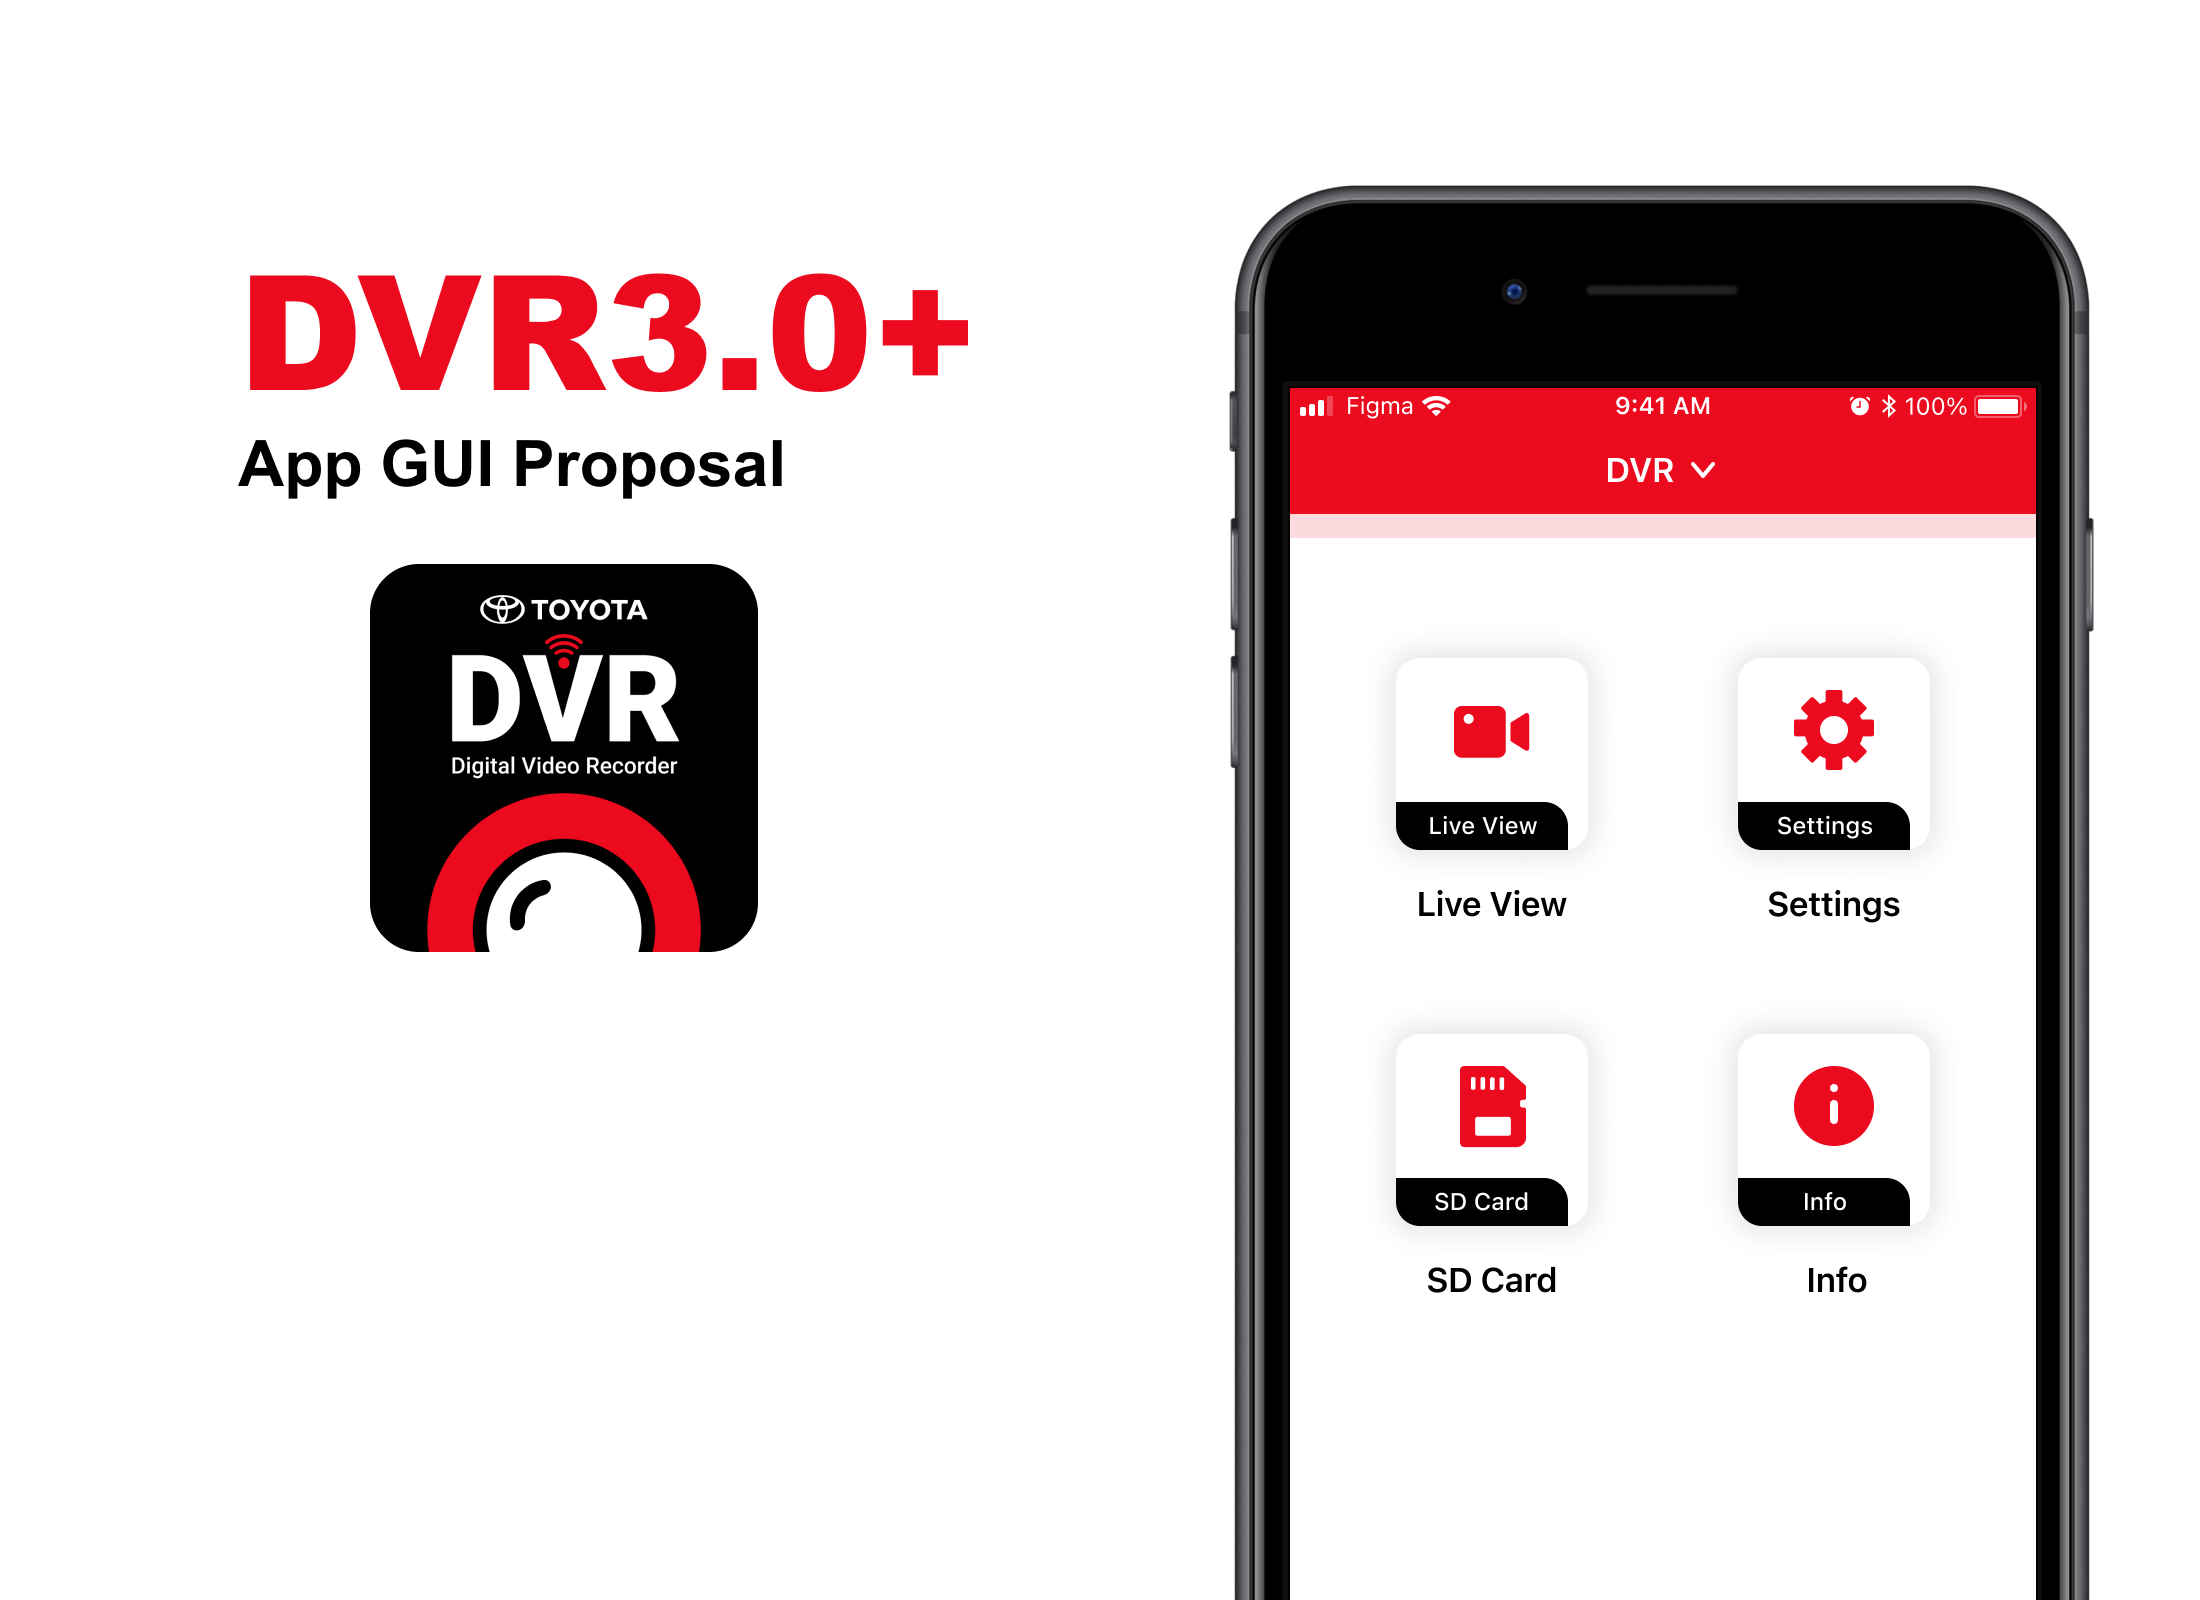 DVR3.0+
App GUI Proposal
TOYOTA
DVR
Digital Video Recorder
Figma 9:41 AM 100%
DVR
Live View Settings
Live View Settings
SD Card Info
SD Card Info